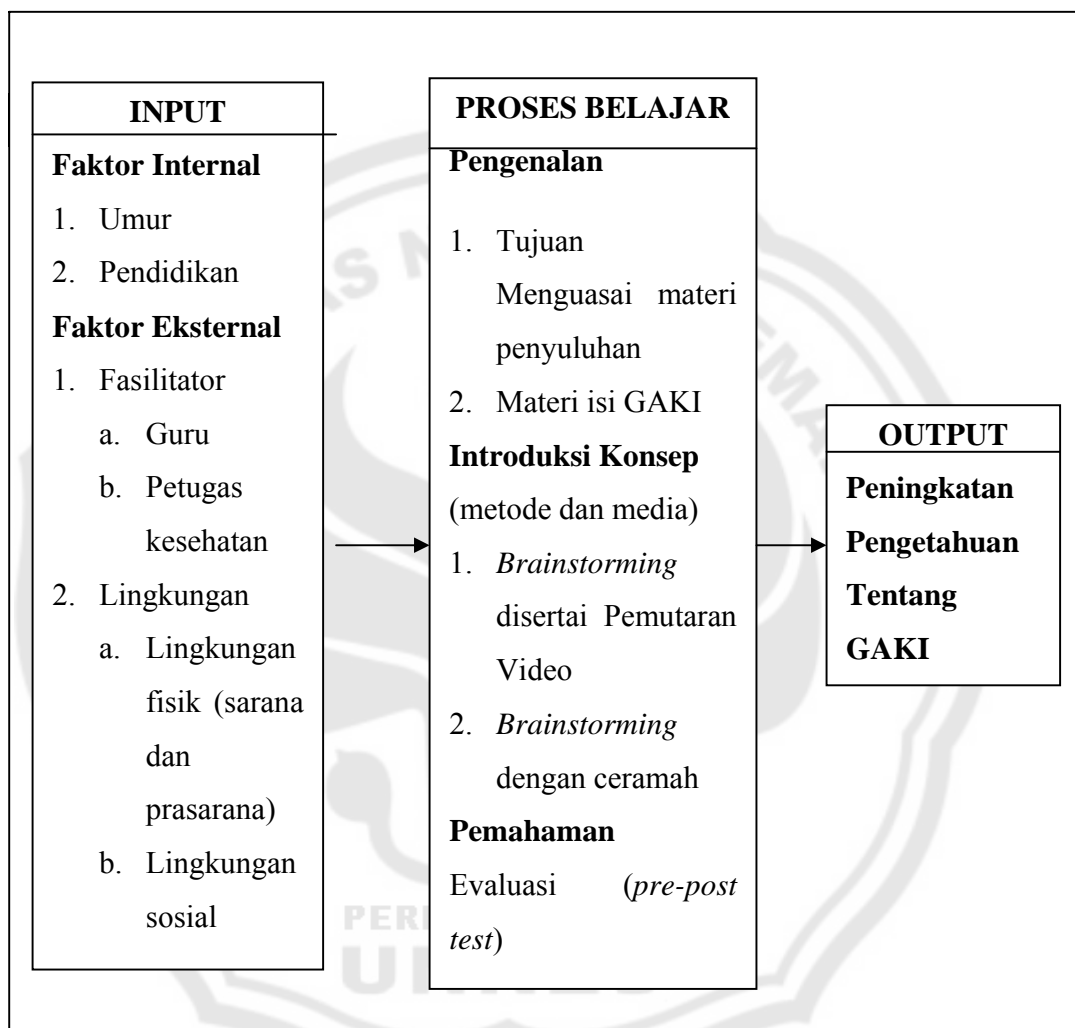 INPUT
Faktor Internal
1. Umur
2. Pendidikan
Faktor Eksternal
1. Fasilitator
a. Guru
b. Petugas
kesehatan
2. Lingkungan
a. Lingkungan
fisik (sarana
dan
prasarana)
b. Lingkungan
sosial
PROSES BELAJAR
Pengenalan
1. Tujuan
Menguasai materi
penyuluhan
2. Materi isi GAKI
Introduksi Konsep
(metode dan media)
1. Brainstorming
disertai Pemutaran
Video
2. Brainstorming
dengan ceramah
Pemahaman
Evaluasi (pre-post
test)
OUTPUT
Peningkatan
Pengetahuan
Tentang
GAKI